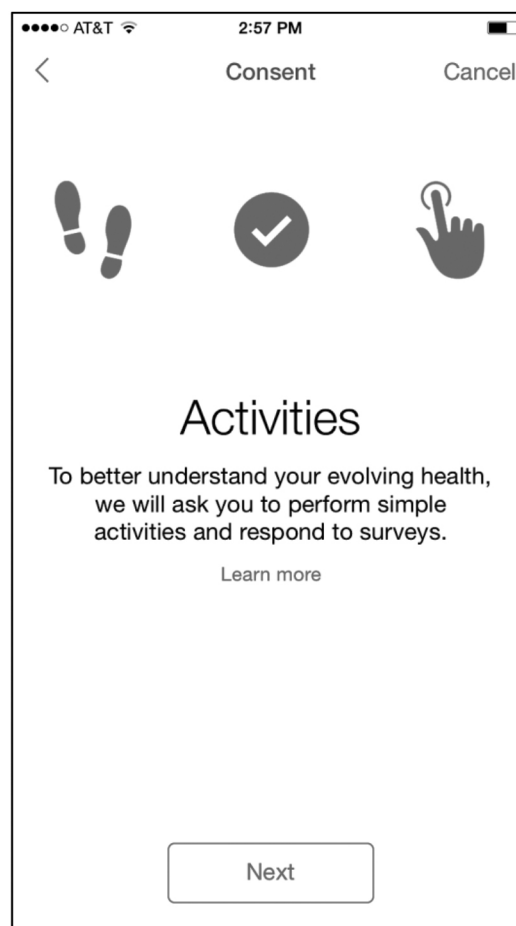 AT&T 2:57 PM
Consent Cancel
Activities
To better understand your evolving health,
we will ask you to perform simple
activities and respond to surveys.
Learn more
Next